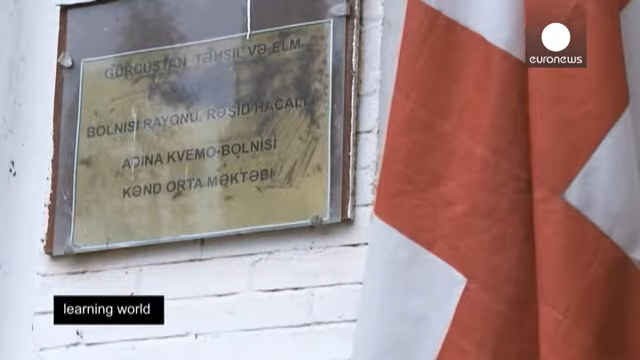 GÜRCÜSTAN TƏHSİL VƏ ELM
BOLNİSİ RAYONU, RƏŞİD HACALI
ADINA KVEMO-BOLNİSİ
KƏND ORTA MƏKTƏBİ
euronews
learning world